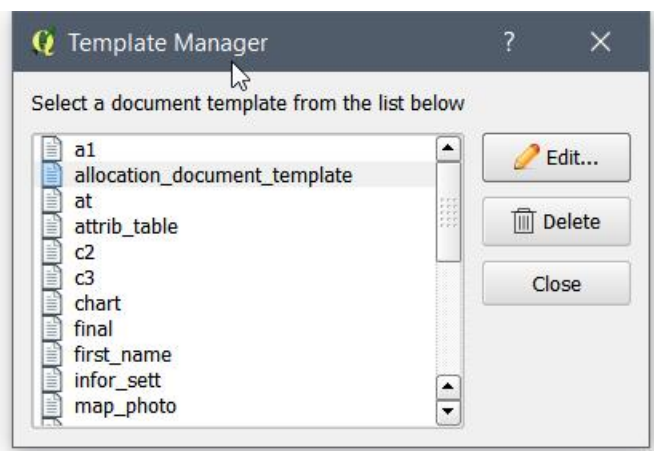 Template Manager ?
Select a document template from the list below
a1
allocation_document_template
at
attrib_table
c2
c3
chart
final
first_name
infor_sett
map_photo
Edit...
Delete
Close